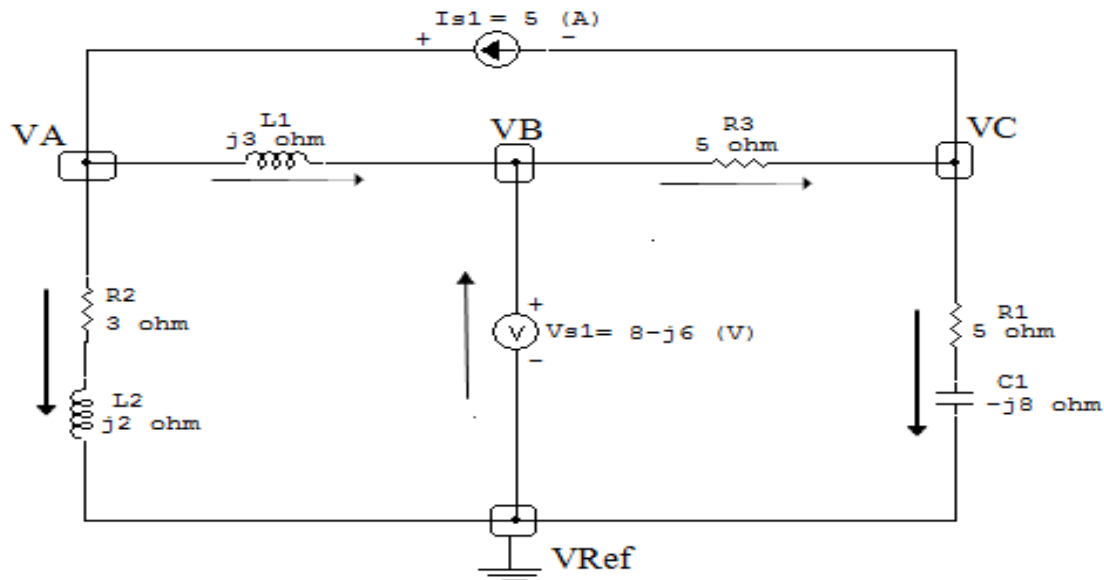 Is1 = 5 (A)
+ −
VA
L1
j3 ohm
VB
R3
5 ohm
VC
R2
3 ohm
L2
j2 ohm
+
V
Vs1= 8−j6 (V)
−
R1
5 ohm
C1
−j8 ohm
VRef